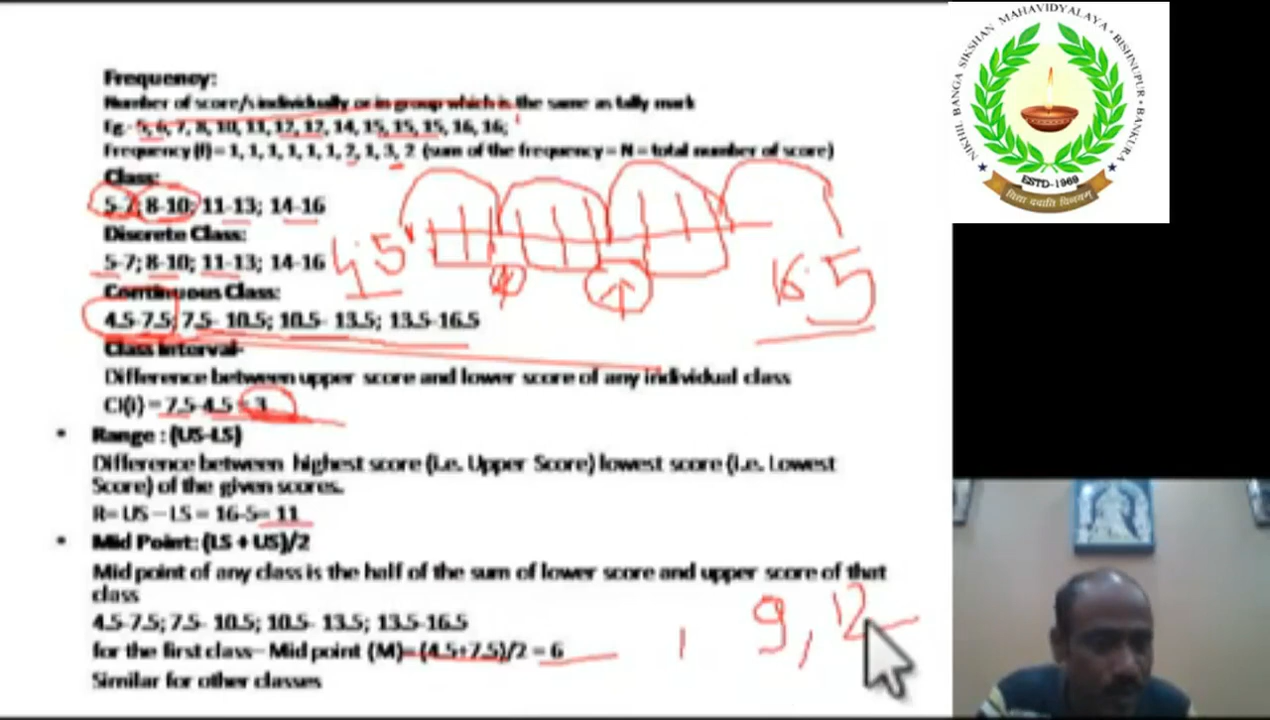 Frequency:
Number of score/s individually or in group which is the same as tally mark
Eg.- 5, 6, 7, 8, 10, 11, 12, 12, 14, 15, 15, 15, 16, 16;
Frequency (f) = 1, 1, 1, 1, 1, 1, 2, 1, 3, 2 (sum of the frequency = N = total number of score)
Class:
5-7; 8-10; 11-13; 14-16
Discrete Class:
5-7; 8-10; 11-13; 14-16
Continuous Class:
4.5-7.5; 7.5- 10.5; 10.5- 13.5; 13.5-16.5
Class Interval-
Difference between upper score and lower score of any individual class
CI(i) = 7.5-4.5 = 3
• Range : (US-LS)
Difference between highest score (i.e. Upper Score) lowest score (i.e. Lowest
Score) of the given scores.
R= US – LS = 16-5= 11
• Mid Point: (LS + US)/2
Mid point of any class is the half of the sum of lower score and upper score of that
class
4.5-7.5; 7.5- 10.5; 10.5- 13.5; 13.5-16.5
for the first class– Mid point (M)= (4.5+7.5)/2 = 6
Similar for other classes
4.5
16.5
9, 12
NIKHIL BANGA SIKSHAN MAHAVIDYALAYA, BISHNUPUR - BANKURA
ESTD-1969